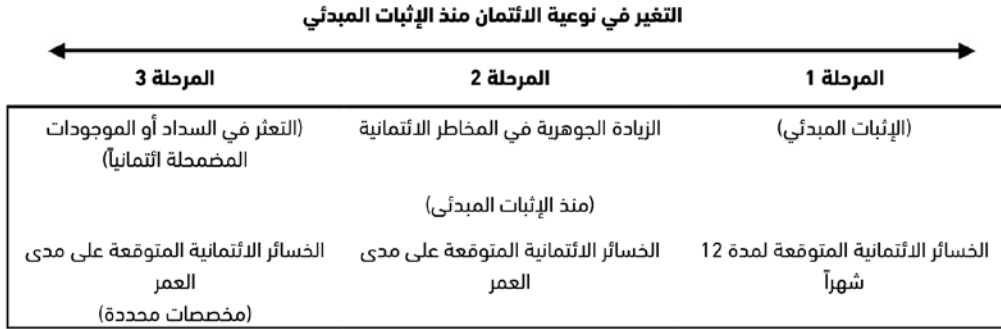 التغير في نوعية الائتمان منذ الإثبات المبدئي
المرحلة 1
المرحلة 2
المرحلة 3
(الإثبات المبدئي)
الزيادة الجوهرية في المخاطر الائتمانية
(التعثر في السداد أو الموجودات
المضمحلة ائتمانياً)
(منذ الإثبات المبدئى)
الخسائر الائتمانية المتوقعة لمدة 12
شهراً
الخسائر الائتمانية المتوقعة على مدى
العمر
الخسائر الائتمانية المتوقعة على مدى
العمر
(مخصصات محددة)